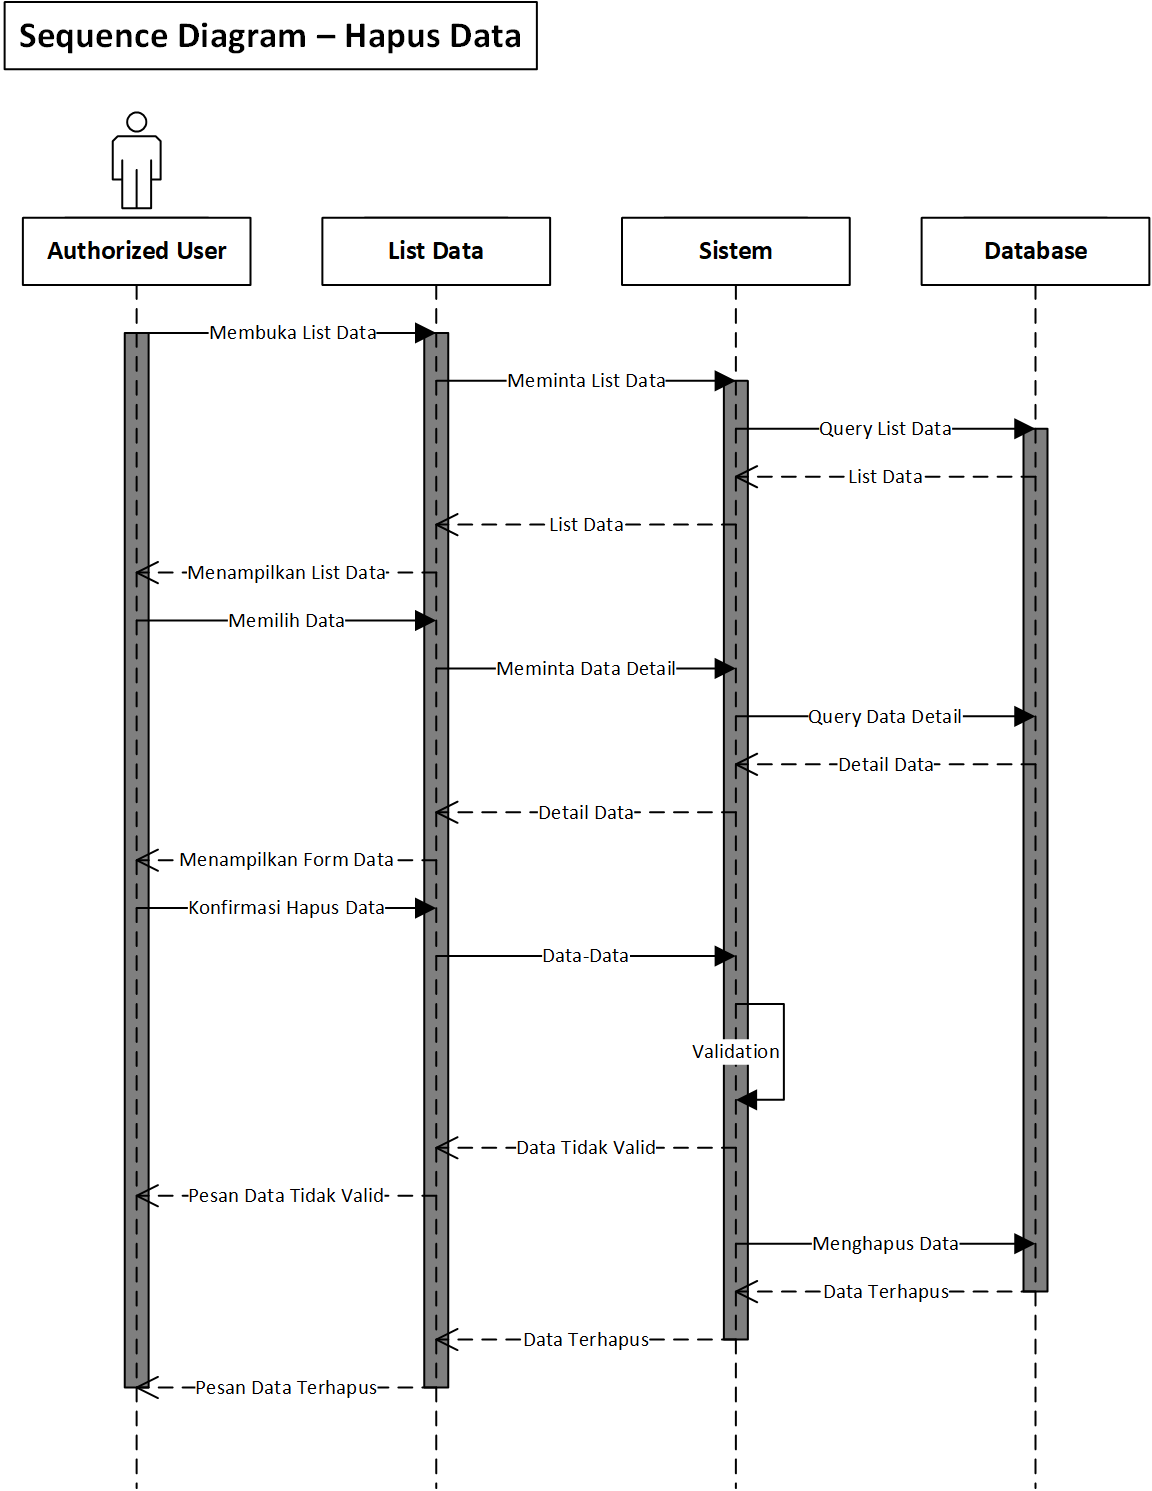 Sequence Diagram – Hapus Data
Authorized User
List Data
Sistem
Database
Membuka List Data
Meminta List Data
Query List Data
List Data
List Data
Menampilkan List Data
Memilih Data
Meminta Data Detail
Query Data Detail
Detail Data
Detail Data
Menampilkan Form Data
Konfirmasi Hapus Data
Data-Data
Validation
Data Tidak Valid
Pesan Data Tidak Valid
Menghapus Data
Data Terhapus
Data Terhapus
Pesan Data Terhapus